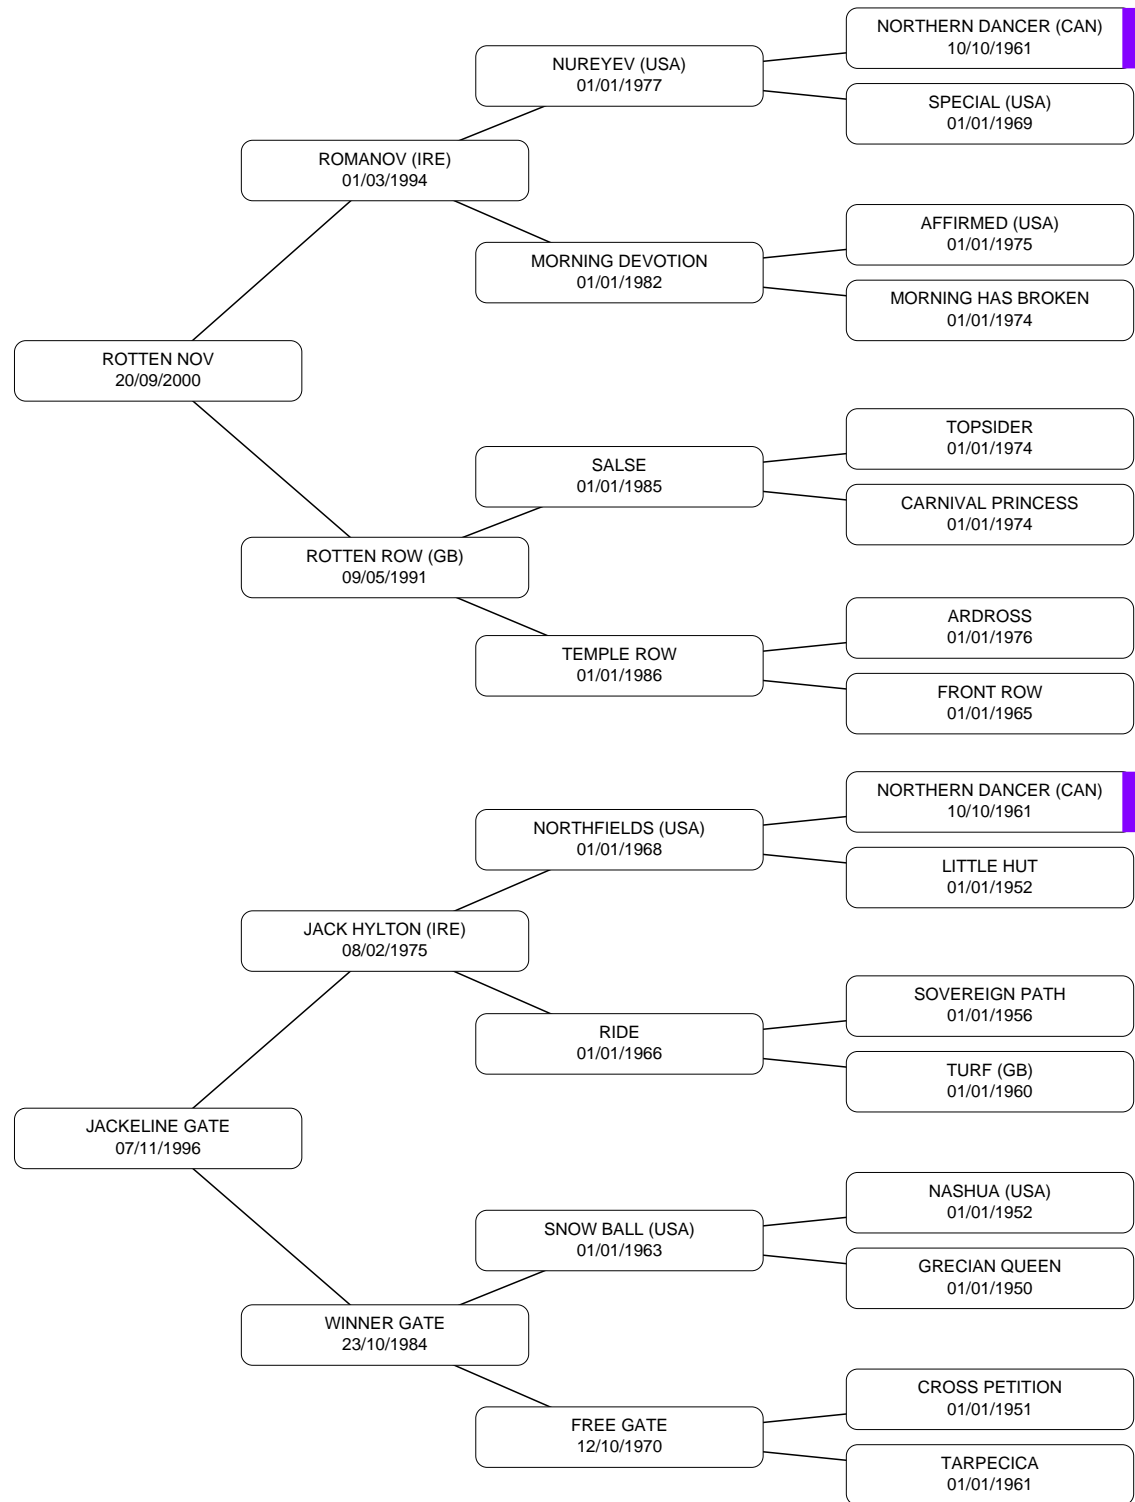 NORTHERN DANCER (CAN)
10/10/1961
NUREYEV (USA)
01/01/1977
SPECIAL (USA)
01/01/1969
ROMANOV (IRE)
01/03/1994
AFFIRMED (USA)
01/01/1975
MORNING DEVOTION
01/01/1982
MORNING HAS BROKEN
01/01/1974
ROTTEN NOV
20/09/2000
TOPSIDER
01/01/1974
SALSE
01/01/1985
CARNIVAL PRINCESS
01/01/1974
ROTTEN ROW (GB)
09/05/1991
ARDROSS
01/01/1976
TEMPLE ROW
01/01/1986
FRONT ROW
01/01/1965
NORTHERN DANCER (CAN)
10/10/1961
NORTHFIELDS (USA)
01/01/1968
LITTLE HUT
01/01/1952
JACK HYLTON (IRE)
08/02/1975
SOVEREIGN PATH
01/01/1956
RIDE
01/01/1966
TURF (GB)
01/01/1960
JACKELINE GATE
07/11/1996
NASHUA (USA)
01/01/1952
SNOW BALL (USA)
01/01/1963
GRECIAN QUEEN
01/01/1950
WINNER GATE
23/10/1984
CROSS PETITION
01/01/1951
FREE GATE
12/10/1970
TARPECICA
01/01/1961